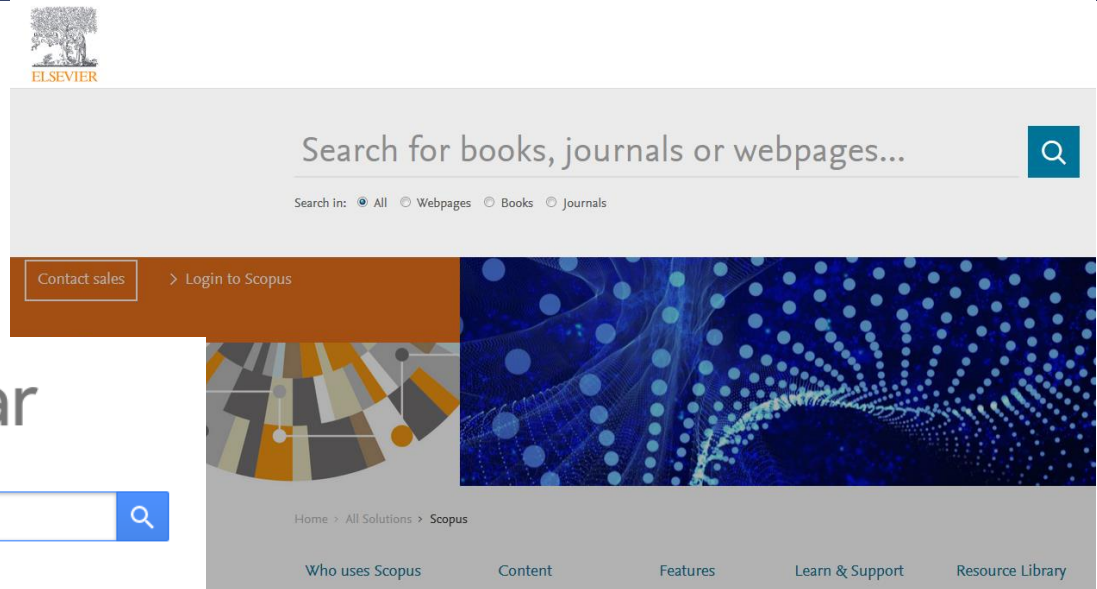 ELSEVIER
Search for books, journals or webpages...
Search in: All Webpages Books Journals
Contact sales > Login to Scopus
ar
Home > All Solutions > Scopus
Who uses Scopus Content Features Learn & Support Resource Library